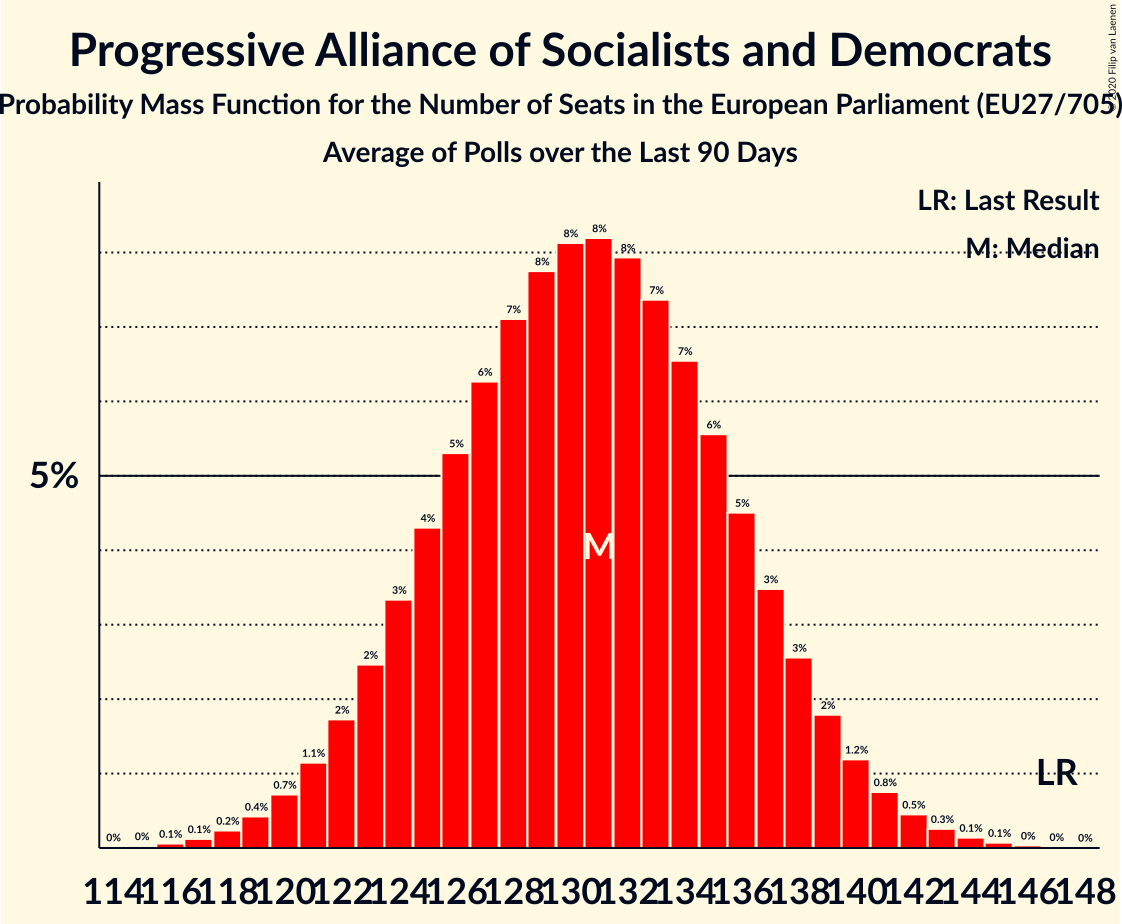 Progressive Alliance of Socialists and Democrats
Probability Mass Function for the Number of Seats in the European Parliament (EU27/705)
Average of Polls over the Last 90 Days
© 2020 Filip van Laenen
LR: Last Result
M: Median
5%
0% 0% 0.1% 0.1% 0.2% 0.4% 0.7% 1.1% 2% 2% 3% 4% 5% 6% 7% 8% 8% 8% 8% 7% 7% 6% 5% 3% 3% 2% 1.2% 0.8% 0.5% 0.3% 0.1% 0.1% 0% 0% 0%
M
LR
114 116 118 120 122 124 126 128 130 132 134 136 138 140 142 144 146 148